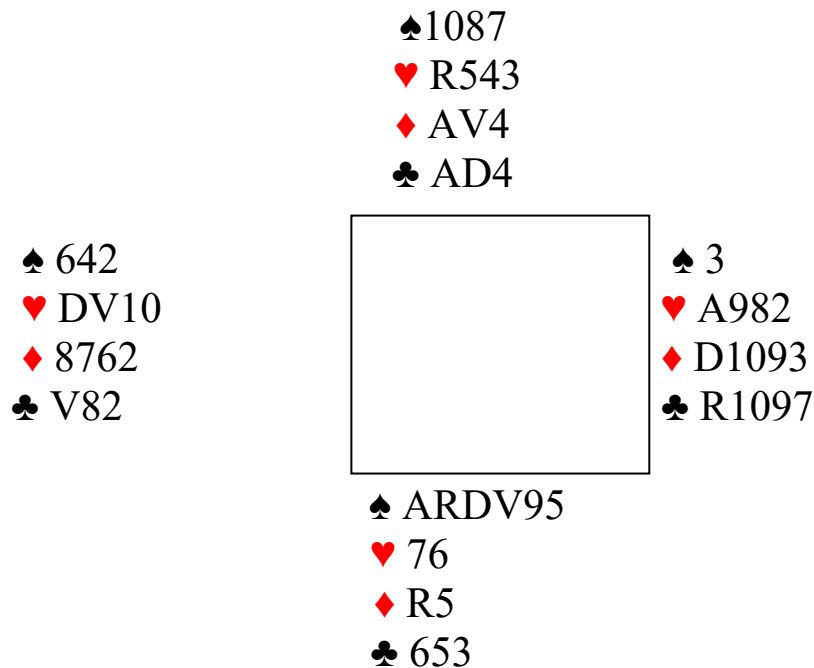 ♠1087
♥ R543
♦ AV4
♣ AD4
♠ 642
♥ DV10
♦ 8762
♣ V82
♠ 3
♥ A982
♦ D1093
♣ R1097
♠ ARDV95
♥ 76
♦ R5
♣ 653